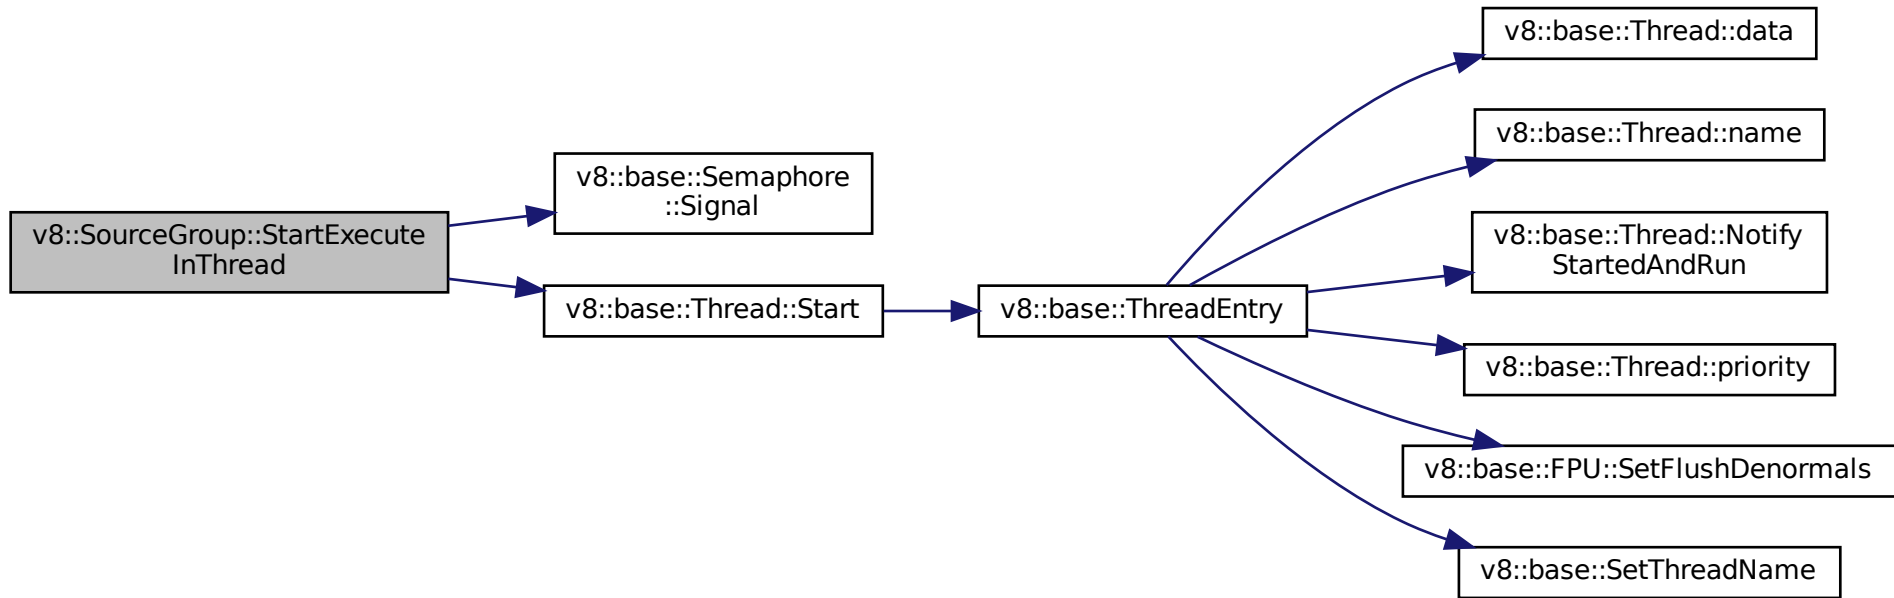 v8::SourceGroup::StartExecute
InThread
v8::base::Semaphore
::Signal
v8::base::Thread::Start
v8::base::ThreadEntry
v8::base::Thread::data
v8::base::Thread::name
v8::base::Thread::Notify
StartedAndRun
v8::base::Thread::priority
v8::base::FPU::SetFlushDenormals
v8::base::SetThreadName